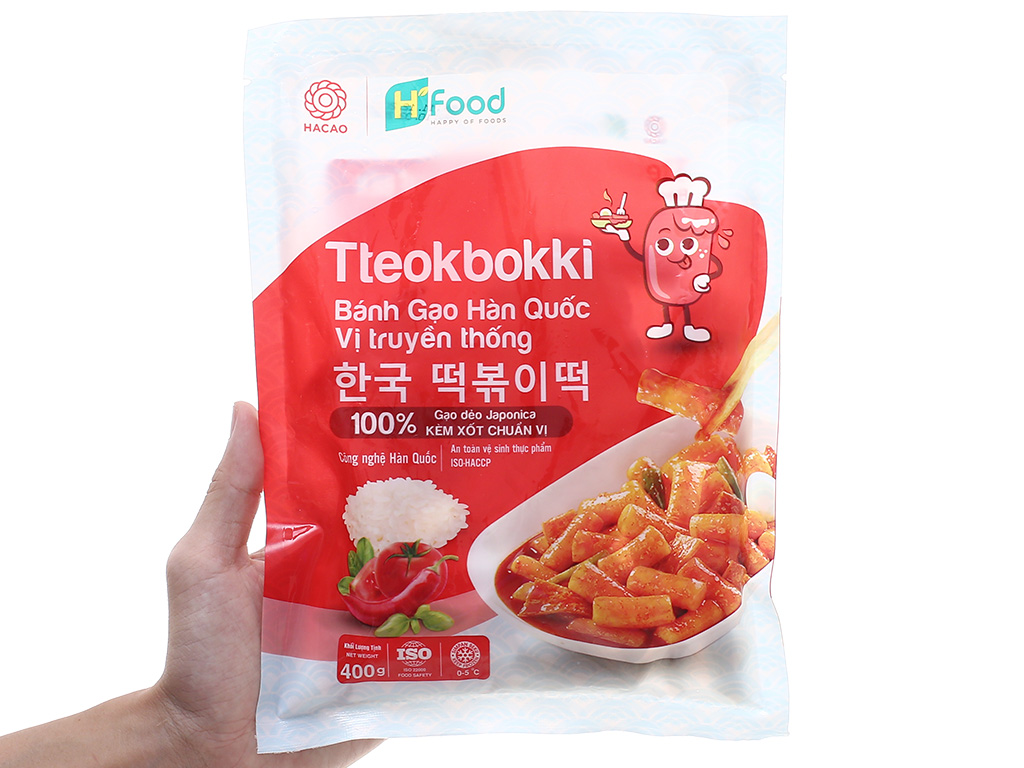 HACAO
H Food
HAPPY OF FOODS
Tteokbokki
Bánh Gạo Hàn Quốc
Vị truyền thống
한국 떡볶이떡
100% Gạo dẻo Japonica
KÈM XỐT CHUẨN VỊ
Công nghệ Hàn Quốc
An toàn vệ sinh thực phẩm
ISO-HACCP
Khối Lượng Tịnh
NET WEIGHT
400g
ISO
ISO 22000
FOOD SAFETY
0-5°C